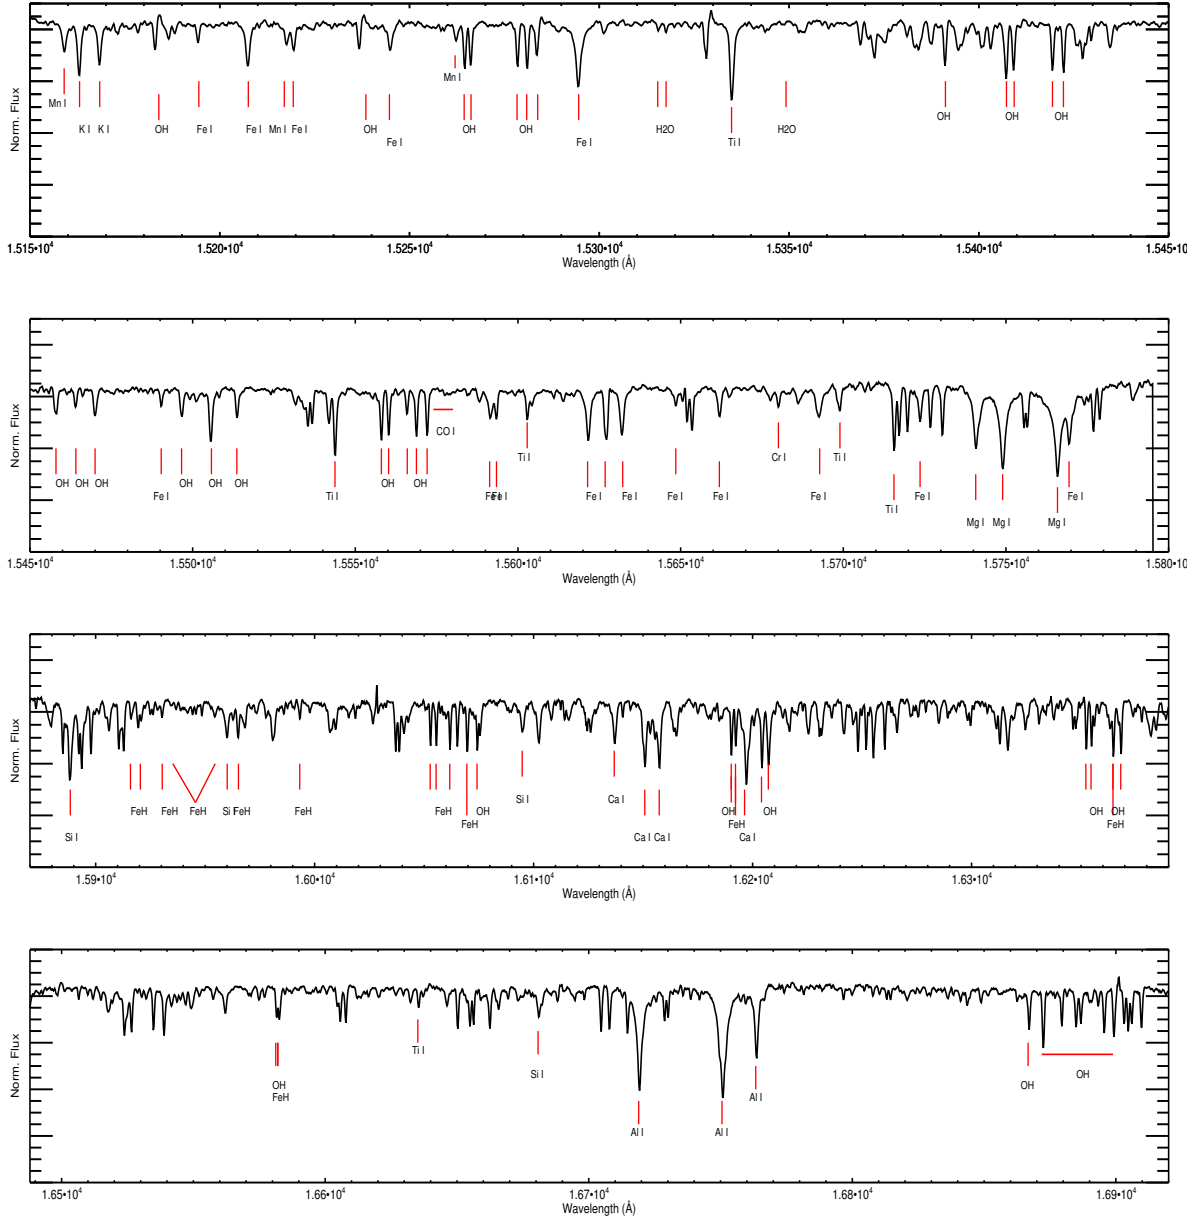 Norm. Flux
Mn I
K I
K I
OH
Fe I
Fe I
Mn I
Fe I
OH
Fe I
Mn I
OH
OH
Fe I
H2O
Ti I
H2O
OH
OH
OH
1.515•10⁴ 1.520•10⁴ 1.525•10⁴ 1.530•10⁴ 1.535•10⁴ 1.540•10⁴ 1.545•10⁴
Wavelength (Å)
OH
OH
OH
Fe I
OH
OH
OH
Ti I
OH
OH
CO I
Fe I
Fe I
Ti I
Fe I
Fe I
Fe I
Fe I
Cr I
Fe I
Ti I
Ti I
Fe I
Mg I
Mg I
Mg I
Fe I
1.545•10⁴ 1.550•10⁴ 1.555•10⁴ 1.560•10⁴ 1.565•10⁴ 1.570•10⁴ 1.575•10⁴ 1.580•10
Wavelength (Å)
Norm. Flux
Si I
FeH
FeH
FeH
Si I
FeH
FeH
FeH
FeH
OH
Si I
Ca I
Ca I
Ca I
OH
FeH
Ca I
OH
OH
OH
FeH
1.59•10⁴ 1.60•10⁴ 1.61•10⁴ 1.62•10⁴ 1.63•10⁴
Wavelength (Å)
Norm. Flux
OH
FeH
Ti I
Si I
Al I
Al I
Al I
OH
OH
1.65•10⁴ 1.66•10⁴ 1.67•10⁴ 1.68•10⁴ 1.69•10⁴
Wavelength (Å)